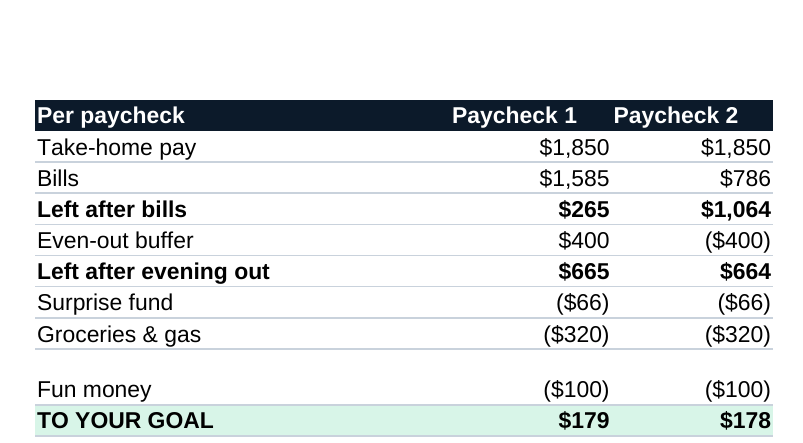 Per paycheck Paycheck 1 Paycheck 2
Take-home pay $1,850 $1,850
Bills $1,585 $786
Left after bills $265 $1,064
Even-out buffer $400 ($400)
Left after evening out $665 $664
Surprise fund ($66) ($66)
Groceries & gas ($320) ($320)
Fun money ($100) ($100)
TO YOUR GOAL $179 $178